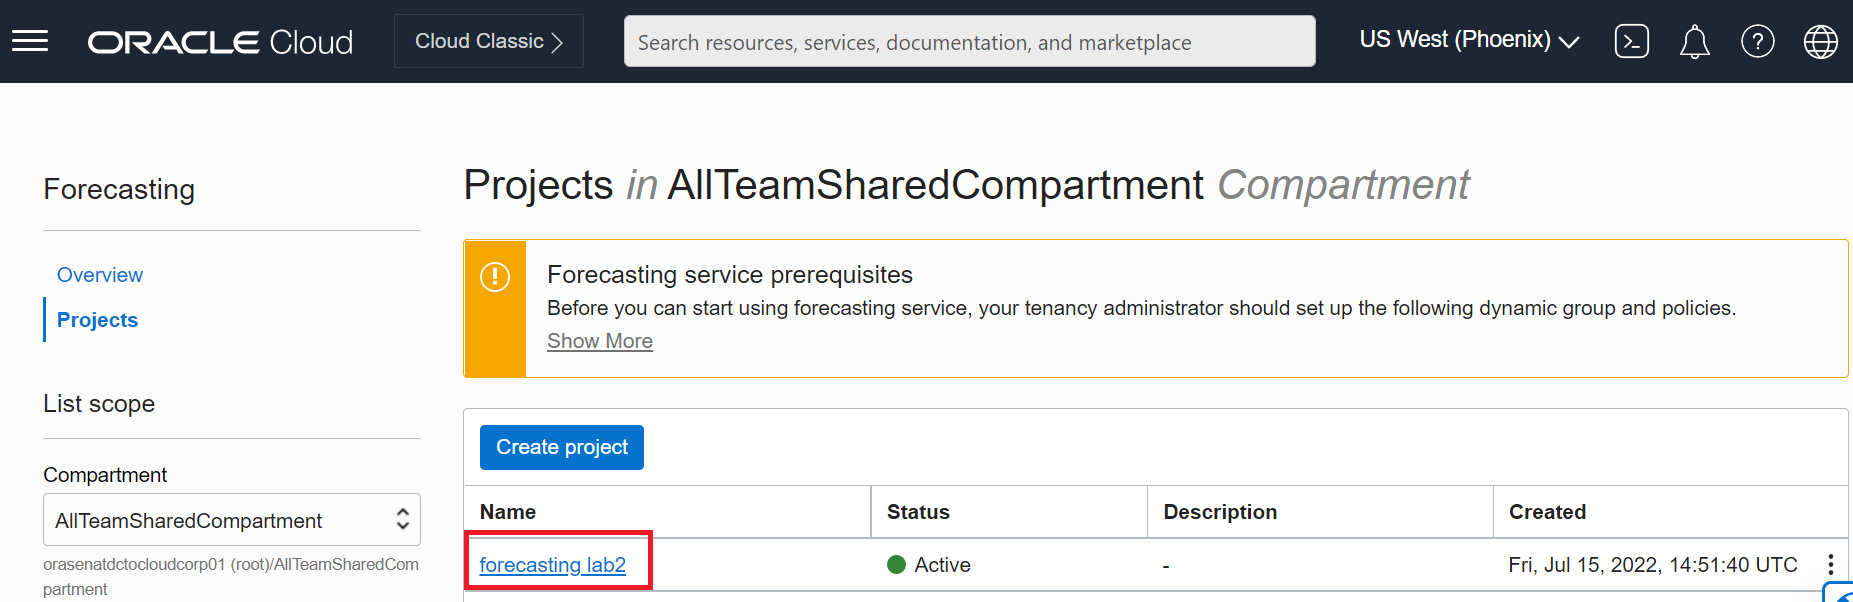 ORACLE Cloud
Cloud Classic
Search resources, services, documentation, and marketplace
US West (Phoenix)
Forecasting
Overview
Projects
List scope
Compartment
AllTeamSharedCompartment
orasenatdctocloudcorp01 (root)/AllTeamSharedCom
partment
Projects in AllTeamSharedCompartment Compartment
Forecasting service prerequisites
Before you can start using forecasting service, your tenancy administrator should set up the following dynamic group and policies.
Show More
Create project
Name Status Description Created
forecasting lab2 Active - Fri, Jul 15, 2022, 14:51:40 UTC